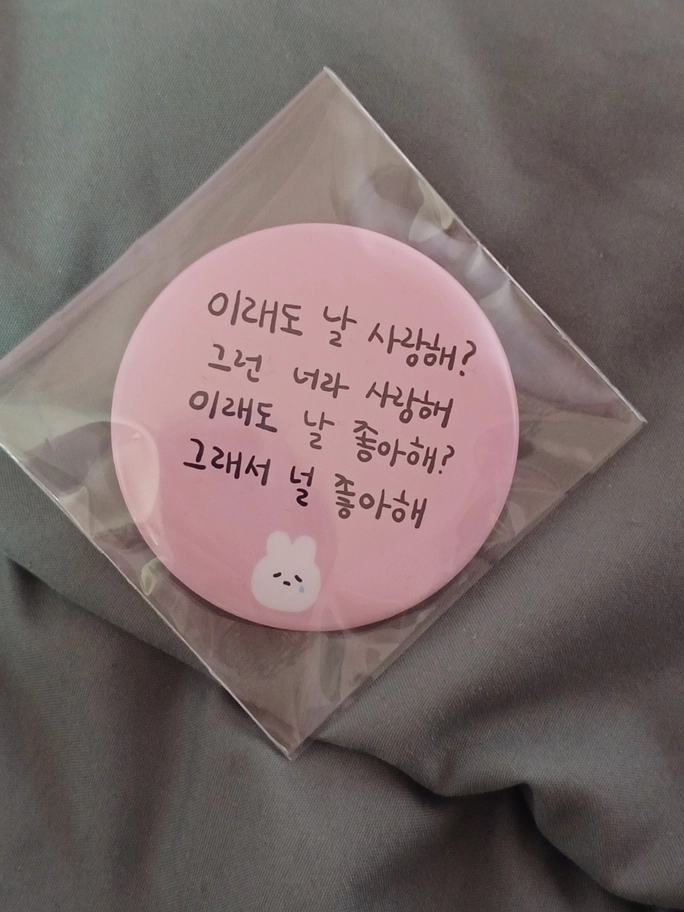 이래도 날 사랑해?
그런 너라 사랑해
이래도 날 좋아해?
그래서 널 좋아해